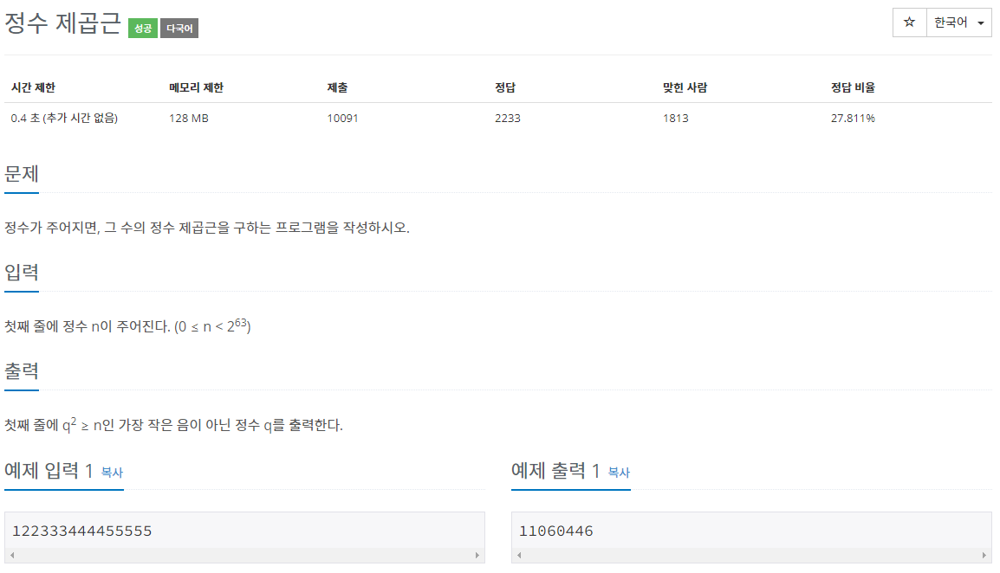 정수 제곱근 성공 다국어
☆ 한국어
시간 제한 메모리 제한 제출 정답 맞힌 사람 정답 비율
0.4 초 (추가 시간 없음) 128 MB 10091 2233 1813 27.811%
문제
정수가 주어지면, 그 수의 정수 제곱근을 구하는 프로그램을 작성하시오.
입력
첫째 줄에 정수 n이 주어진다. (0 ≤ n < 2⁶³)
출력
첫째 줄에 q² ≥ n인 가장 작은 음이 아닌 정수 q를 출력한다.
예제 입력 1 복사
122333444455555
예제 출력 1 복사
11060446